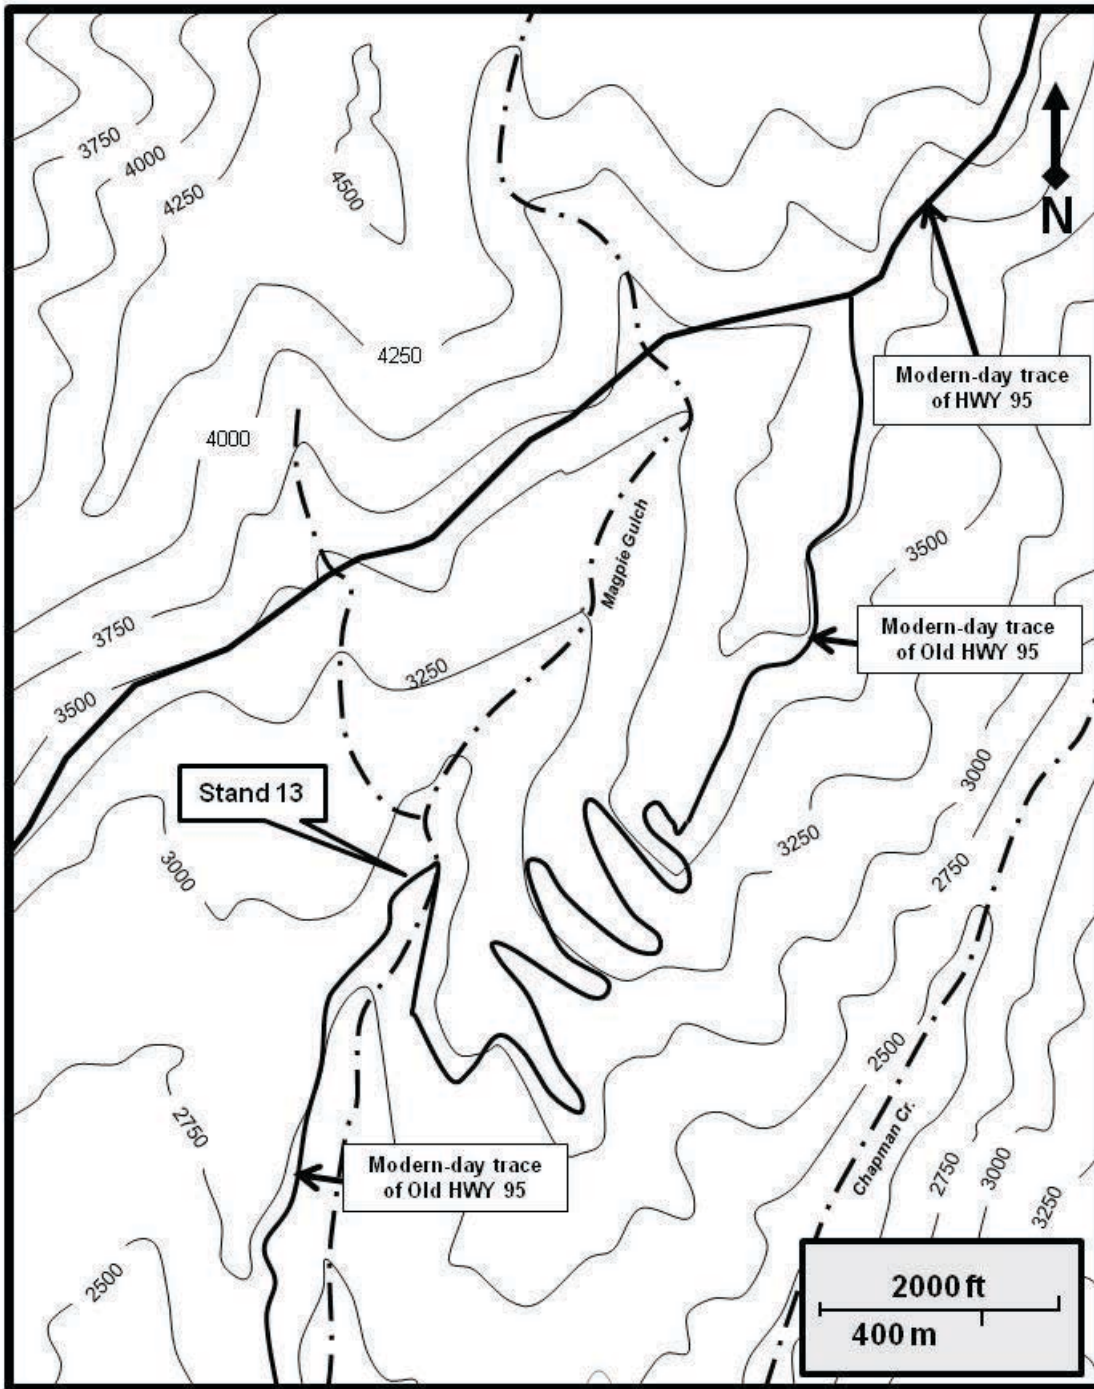 3750
4000
4250
4500
N
4250
Modern-day trace
of HWY 95
4000
3500
Magpie Gulch
3750
Modern-day trace
of Old HWY 95
3250
3500
3000
Stand 13
3250
2750
3000
2500
2750
Chapman Cr.
Modern-day trace
of Old HWY 95
2750
3000
3250
2500
2000 ft
400 m